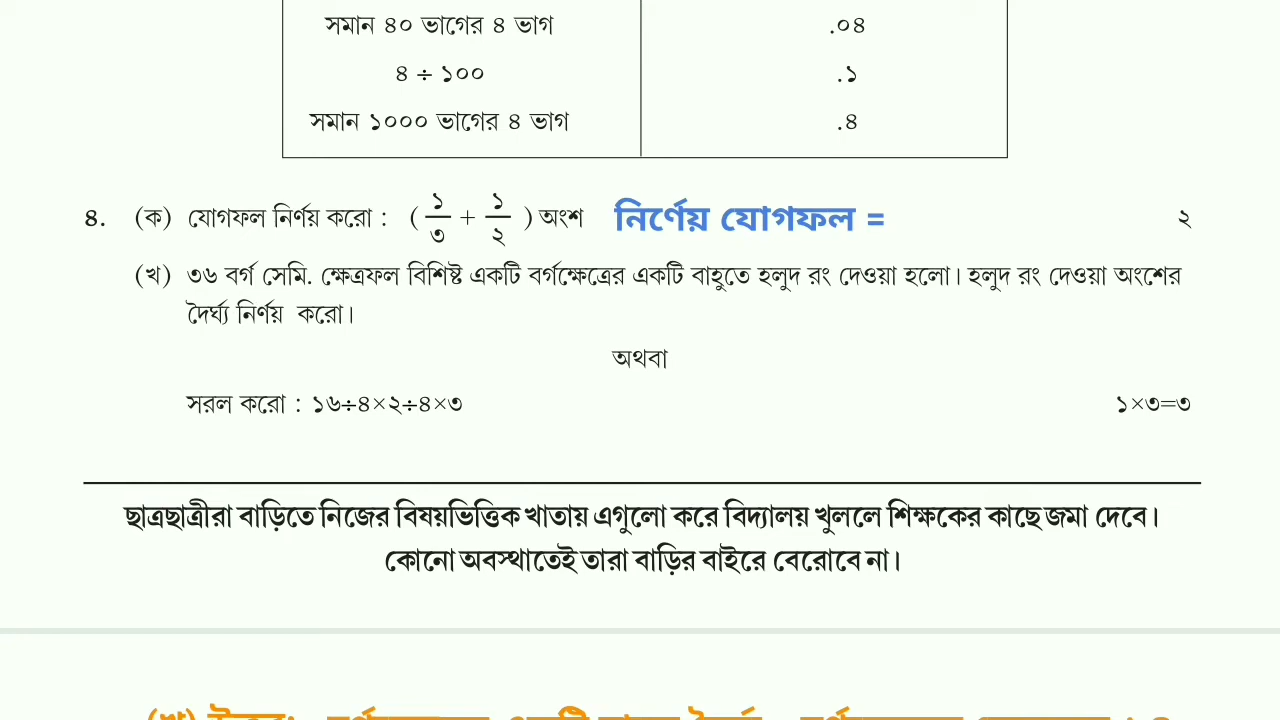 সমান ৪০ ভাগের ৪ ভাগ .০৪
৪ ÷ ১০০ .১
সমান ১০০০ ভাগের ৪ ভাগ .৪
৪. (ক) যোগফল নির্ণয় করো : ( ১/৩ + ১/২ ) অংশ নির্ণেয় যোগফল = ২
(খ) ৩৬ বর্গ সেমি. ক্ষেত্রফল বিশিষ্ট একটি বর্গক্ষেত্রের একটি বাহুতে হলুদ রং দেওয়া হলো। হলুদ রং দেওয়া অংশের
দৈর্ঘ্য নির্ণয় করো।
অথবা
সরল করো : ১৬÷৪×২÷৪×৩ ১×৩=৩
ছাত্রছাত্রীরা বাড়িতে নিজের বিষয়ভিত্তিক খাতায় এগুলো করে বিদ্যালয় খুললে শিক্ষকের কাছে জমা দেবে।
কোনো অবস্থাতেই তারা বাড়ির বাইরে বেরোবে না।